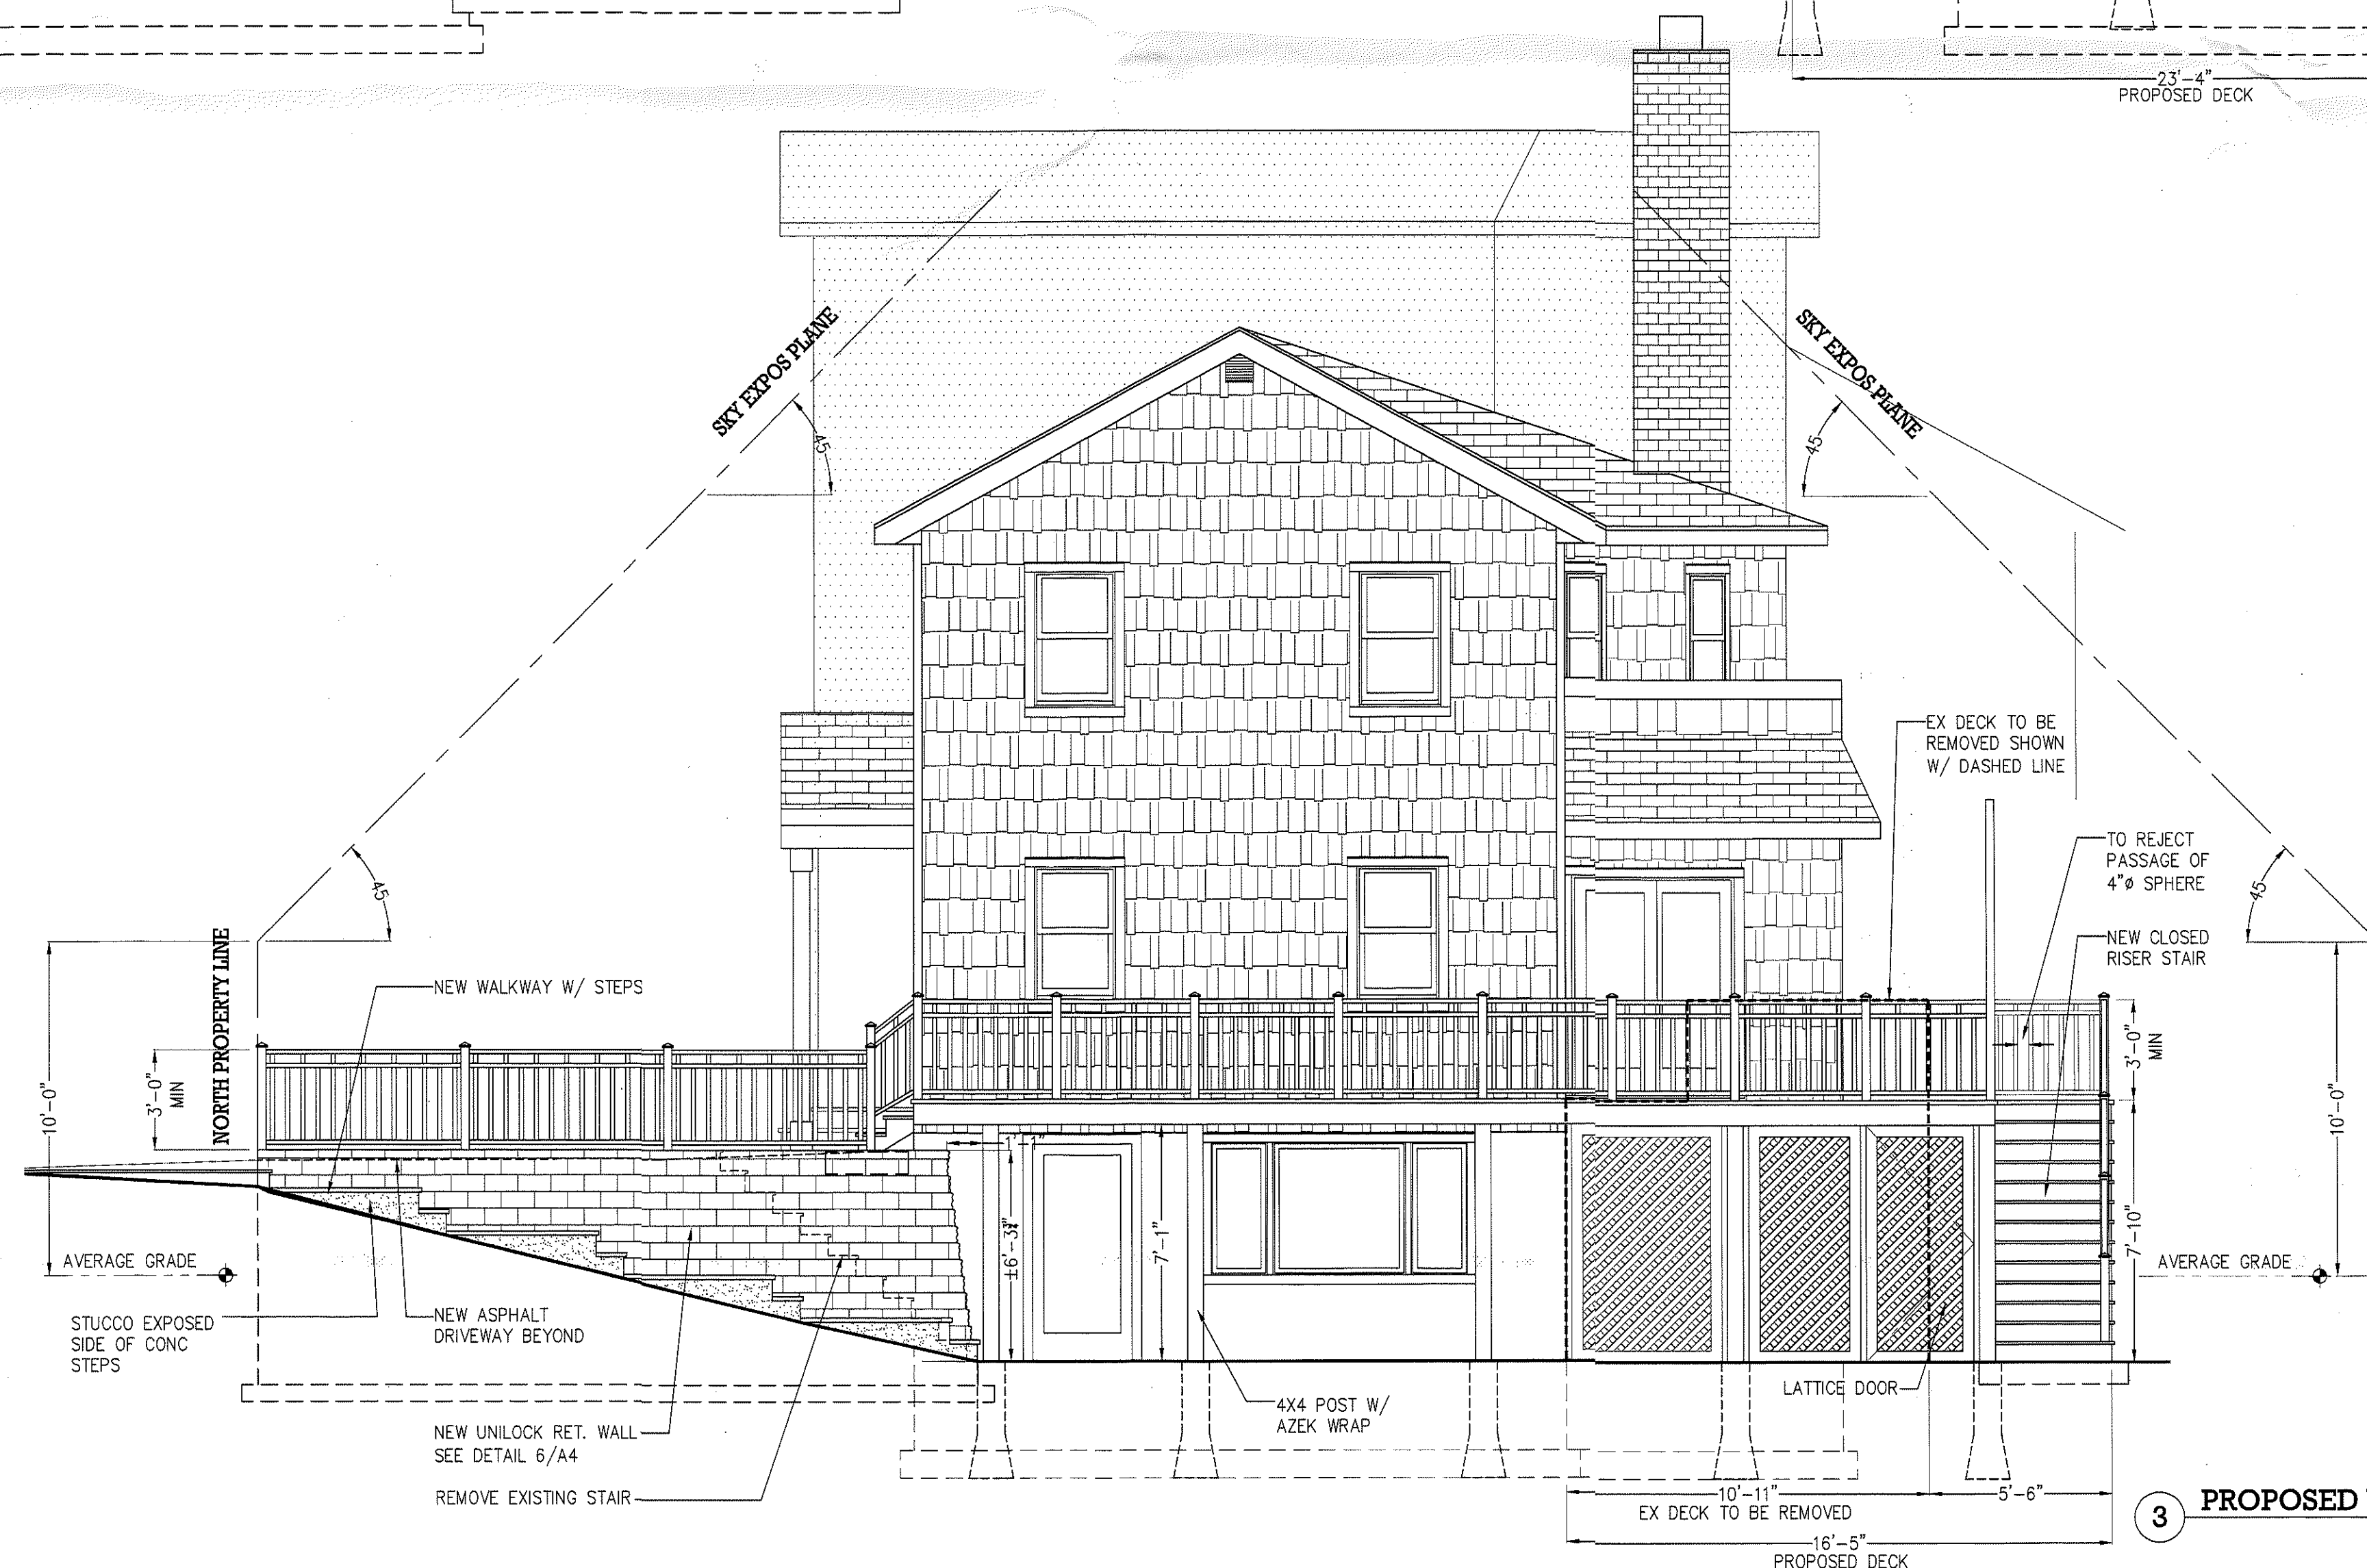 23'-4"
PROPOSED DECK
SKY EXPOS PLANE
45
SKY EXPOS PLANE
45
EX DECK TO BE
REMOVED SHOWN
W/ DASHED LINE
TO REJECT
PASSAGE OF
4"ø SPHERE
45
45
NORTH PROPERTY LINE
NEW CLOSED
RISER STAIR
NEW WALKWAY W/ STEPS
10'-0"
3'-0"
MIN
3'-0"
MIN
10'-0"
1'-1"
±6'-3"
7'-1"
7'-10"
AVERAGE GRADE
AVERAGE GRADE
STUCCO EXPOSED
SIDE OF CONC
STEPS
NEW ASPHALT
DRIVEWAY BEYOND
LATTICE DOOR
4X4 POST W/
AZEK WRAP
NEW UNILOCK RET. WALL
SEE DETAIL 6/A4
REMOVE EXISTING STAIR
10'-11"
EX DECK TO BE REMOVED
5'-6"
16'-5"
PROPOSED DECK
3
PROPOSED